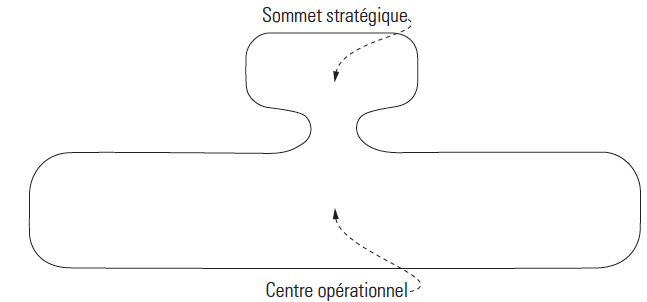 Sommet stratégique
Centre opérationnel